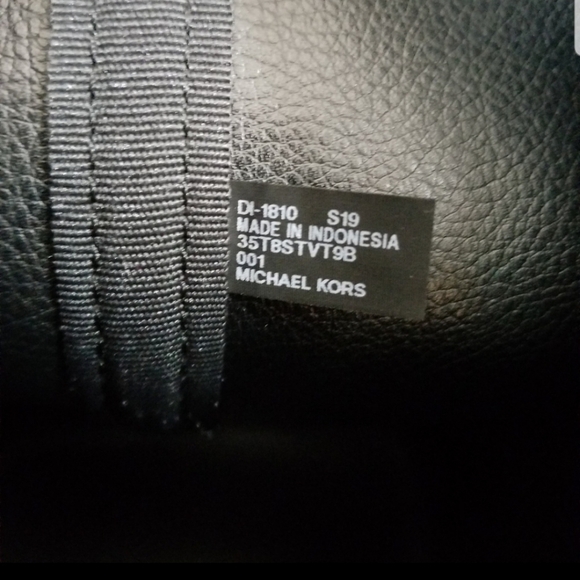 DI-1810 S19
MADE IN INDONESIA
35T8STVT9B
001
MICHAEL KORS